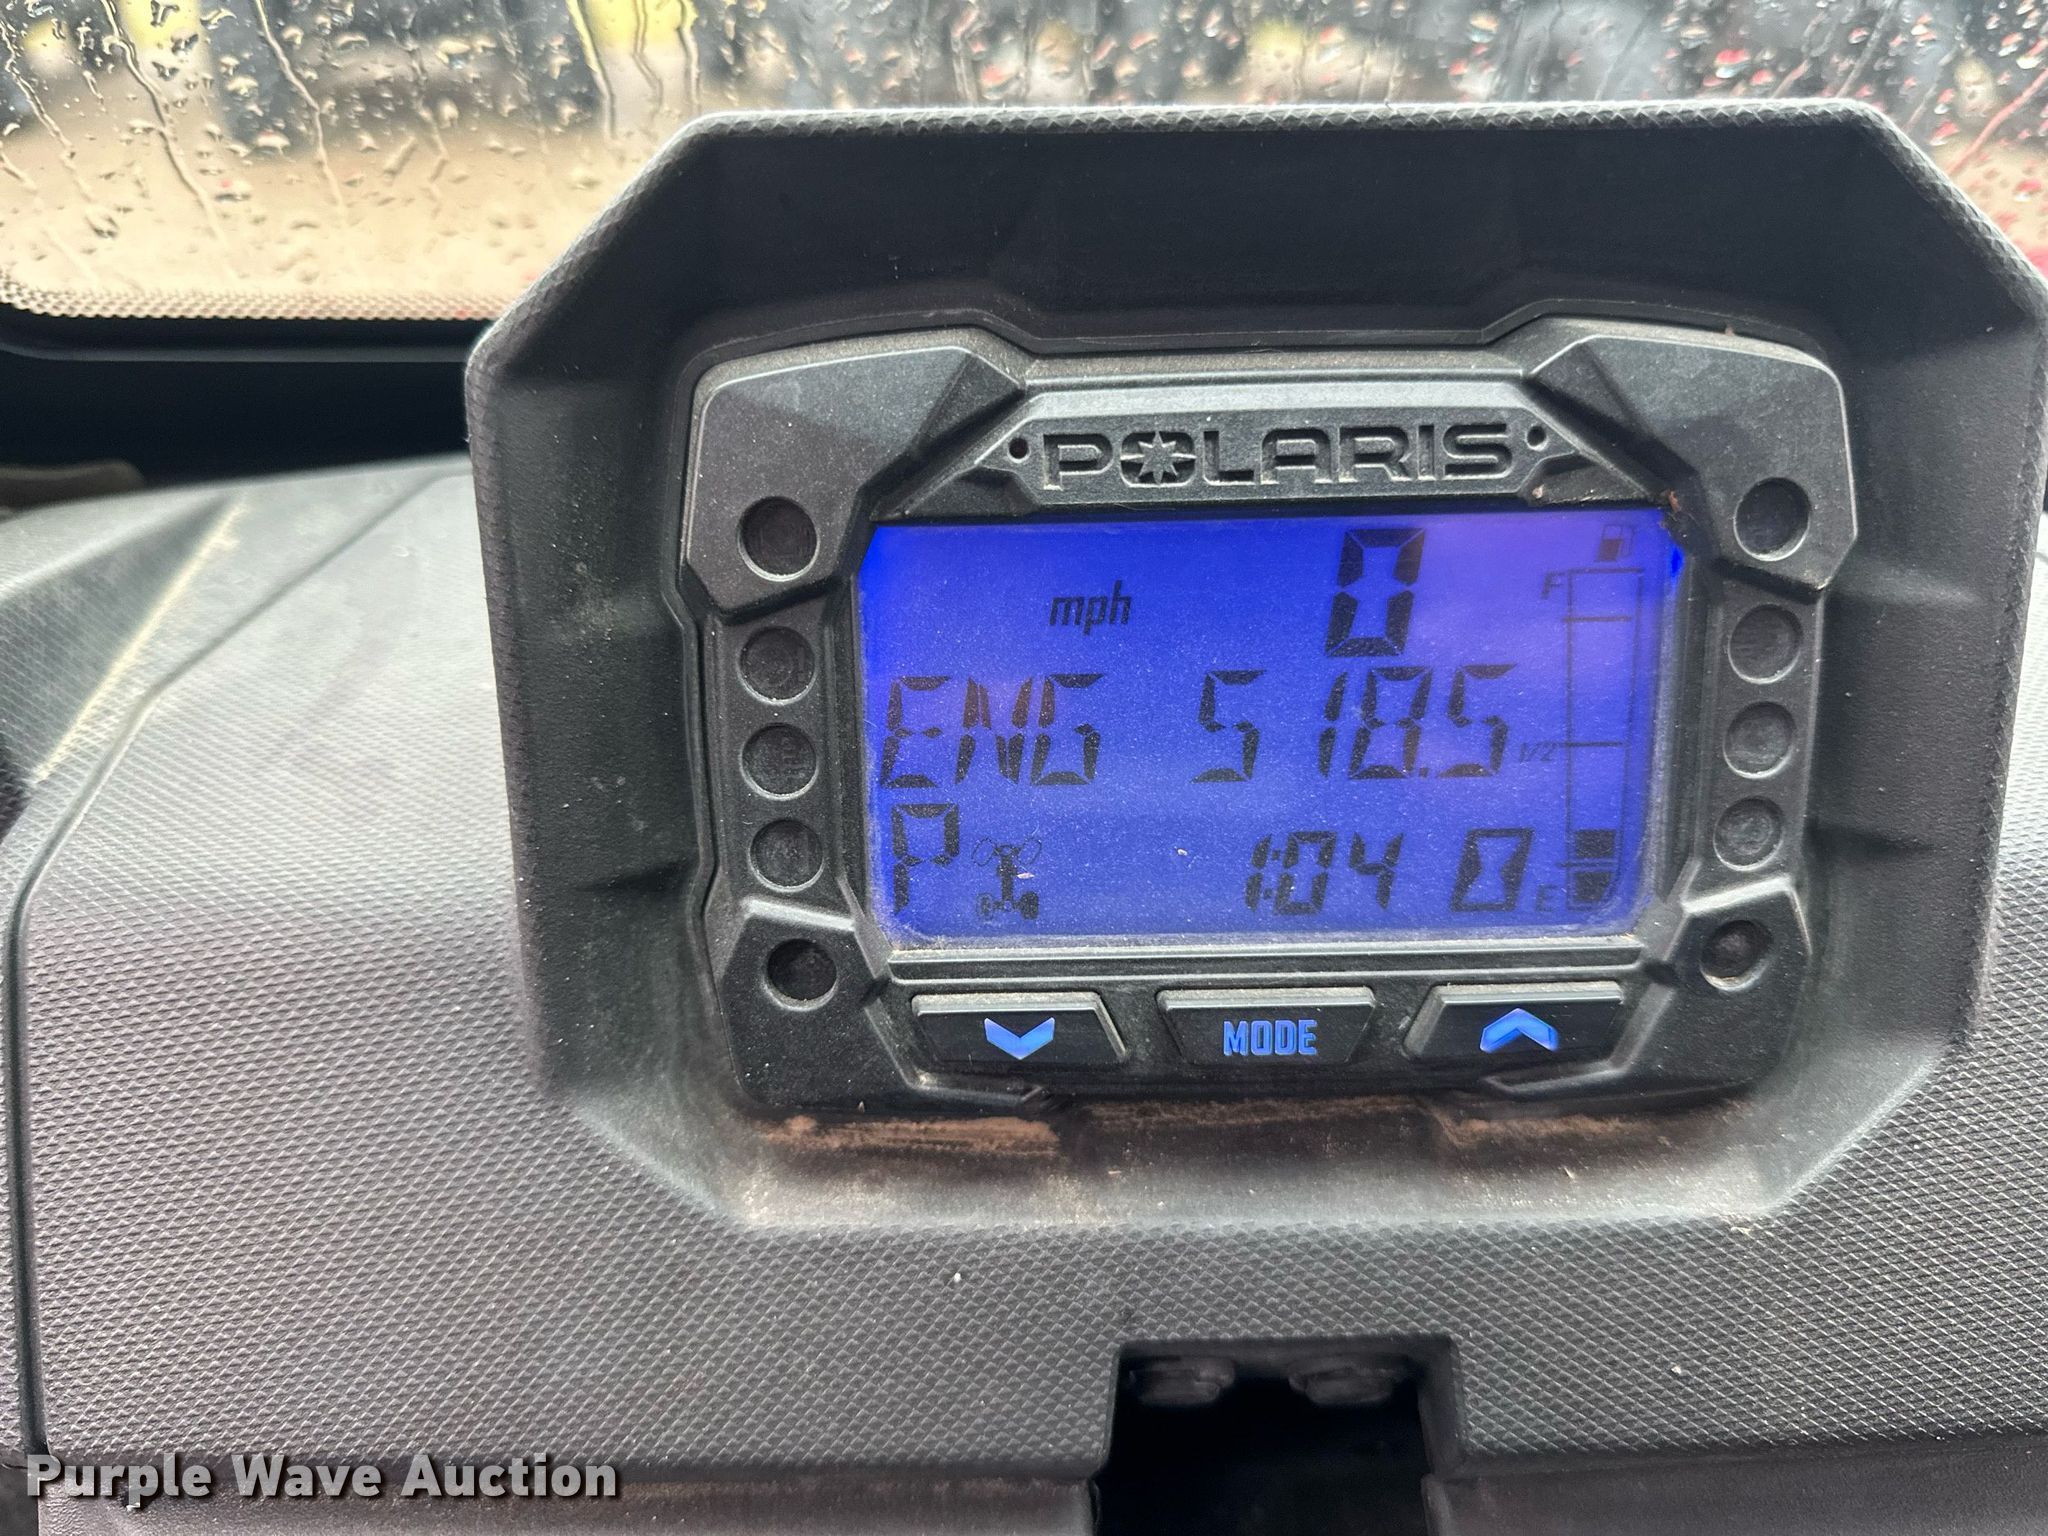 POLARIS
mph 0
F
ENG 518.5
1/2
P 1:04
E
MODE
Purple Wave Auction